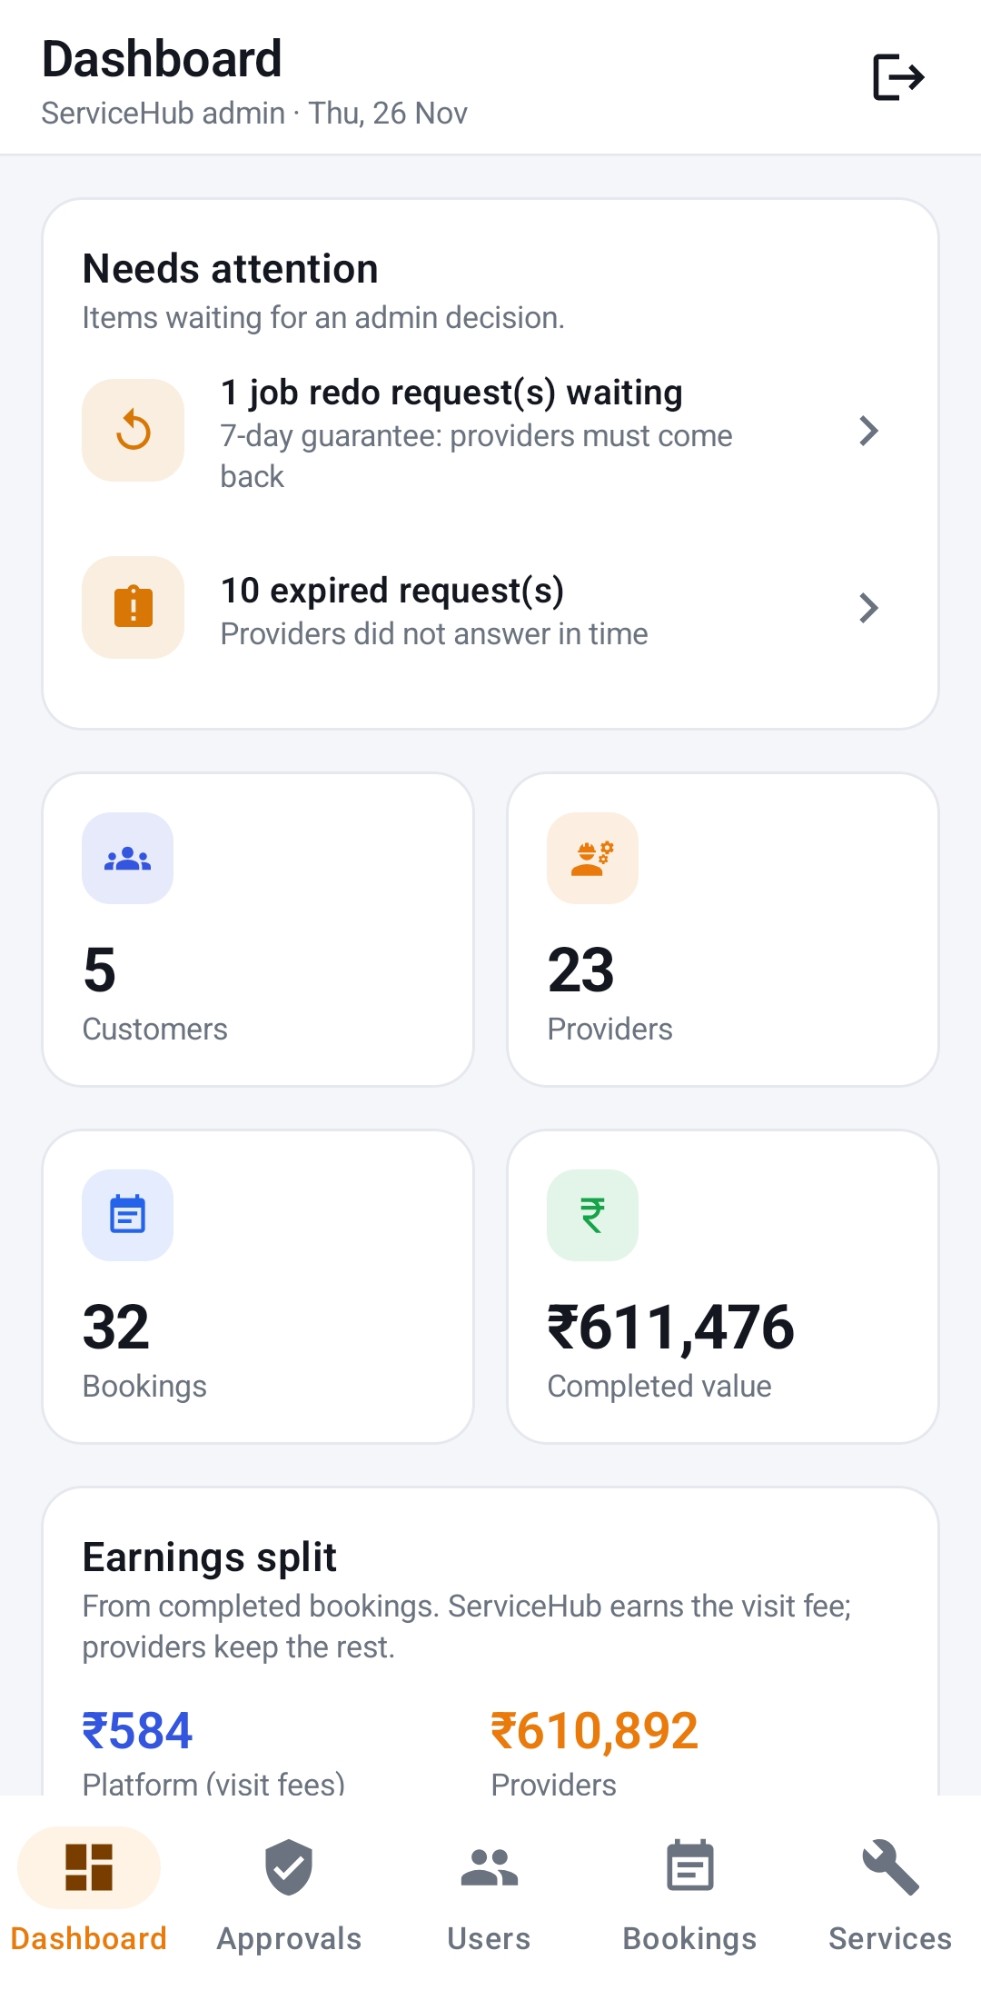 Dashboard
ServiceHub admin · Thu, 26 Nov
Needs attention
Items waiting for an admin decision.
1 job redo request(s) waiting
7-day guarantee: providers must come
back
10 expired request(s)
Providers did not answer in time
5
Customers
23
Providers
32
Bookings
₹
₹611,476
Completed value
Earnings split
From completed bookings. ServiceHub earns the visit fee;
providers keep the rest.
₹584
Platform (visit fees)
₹610,892
Providers
Dashboard
Approvals
Users
Bookings
Services